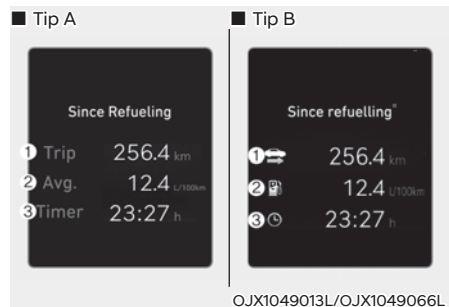 ■ Tip A
Since Refueling
① Trip 256.4 km
② Avg. 12.4 L/100km
③ Timer 23:27 h
■ Tip B
Since refuelling"
① 256.4 km
② 12.4 L/100km
③ 23:27 h
OJX1049013L/OJX1049066L